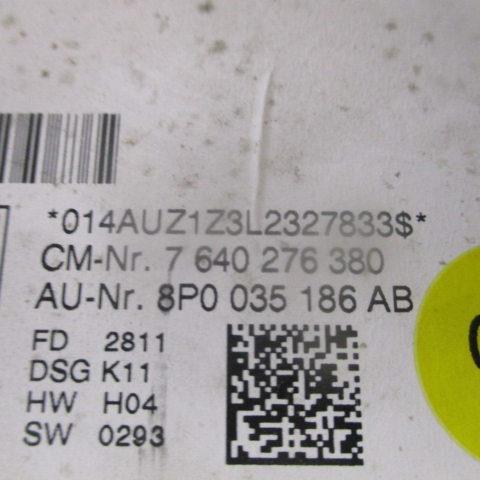 *014AUZ1Z3L2327833$*
CM-Nr. 7 640 276 380
AU-Nr. 8P0 035 186 AB
FD 2811
DSG K11
HW H04
SW 0293